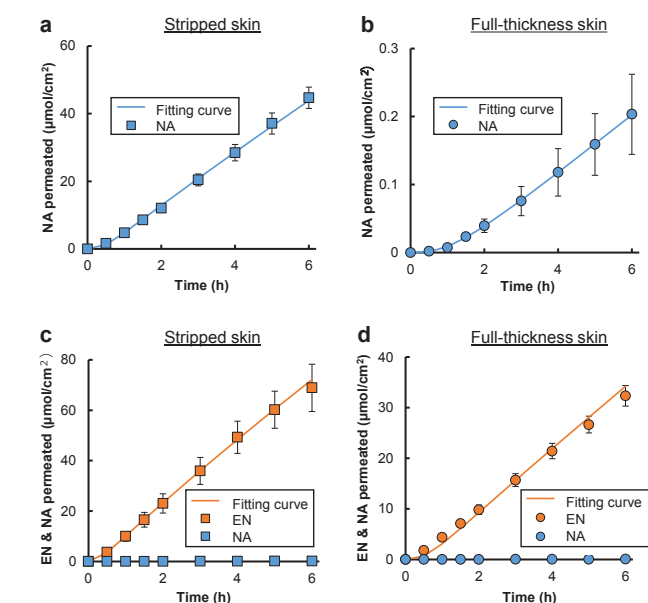 a
Stripped skin
NA permeated (μmol/cm²)
60
40
20
0
Fitting curve
NA
0
2
4
6
Time (h)
b
Full-thickness skin
NA permeated (μmol/cm²)
0.3
0.2
0.1
0
Fitting curve
NA
0
2
4
6
Time (h)
c
Stripped skin
EN & NA permeated (μmol/cm²)
80
60
40
20
0
Fitting curve
EN
NA
0
2
4
6
Time (h)
d
Full-thickness skin
EN & NA permeated (μmol/cm²)
40
30
20
10
0
Fitting curve
EN
NA
0
2
4
6
Time (h)